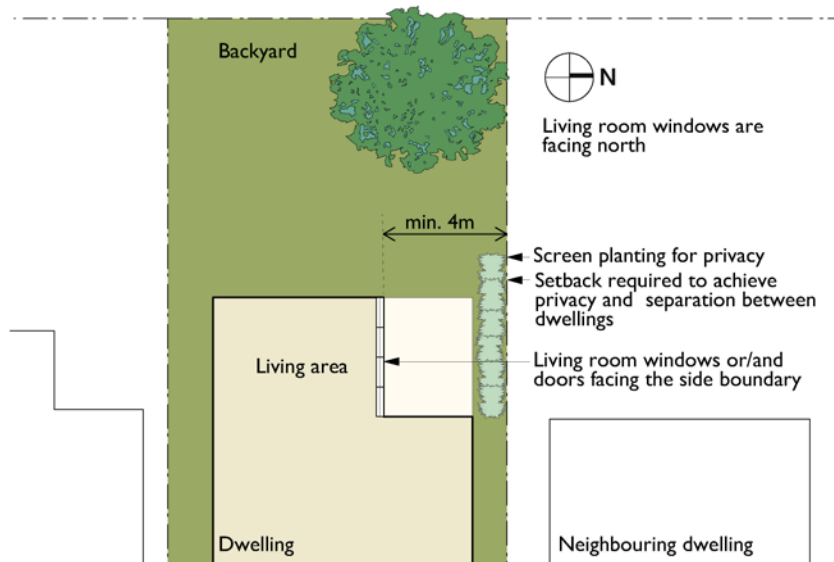 Backyard
N
Living room windows are
facing north
min. 4m
Screen planting for privacy
Setback required to achieve
privacy and separation between
dwellings
Living area
Living room windows or/and
doors facing the side boundary
Dwelling
Neighbouring dwelling